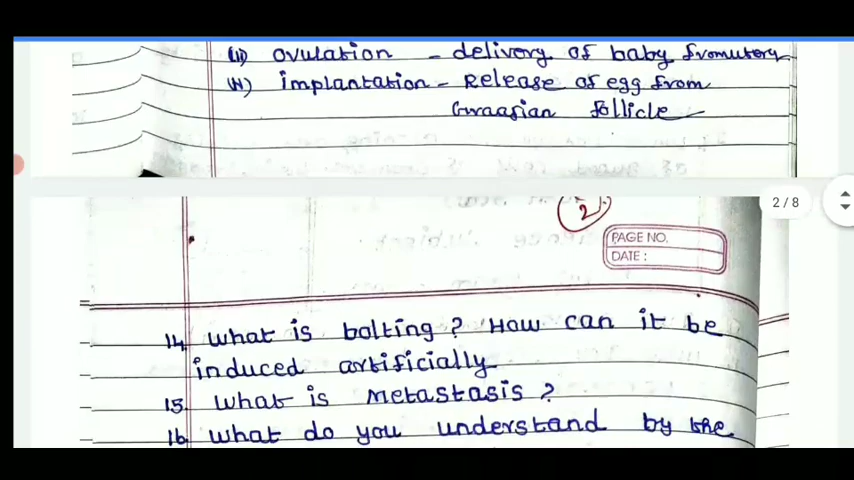 (iii) ovulation - delivery of baby from utery
(iv) implantation - Release of egg from
Graafian follicle
2/8
2
PAGE NO.
DATE :
14. What is bolting ? How can it be
induced artificially
15. What is Metastasis ?
16. What do you understand by the